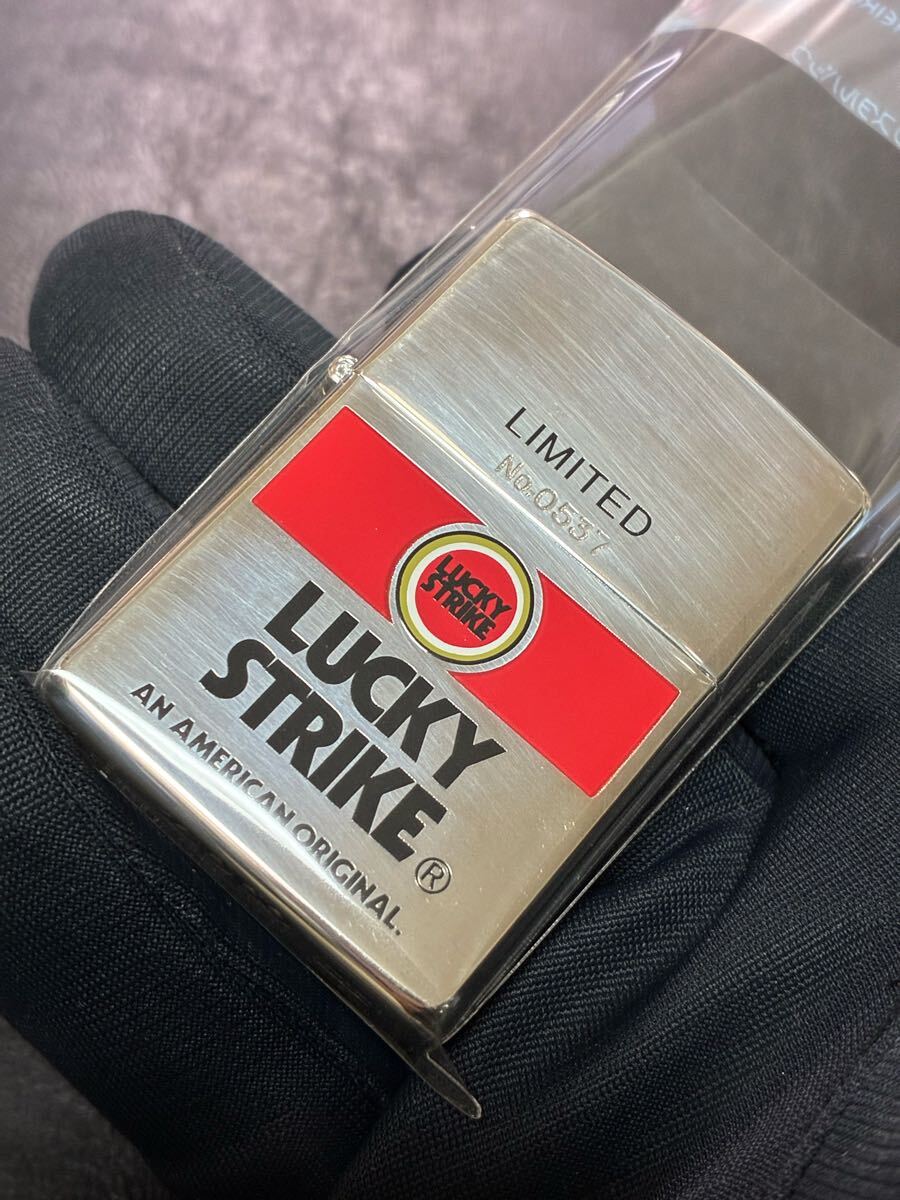 LIMITED
No.0537
LUCKY
STRIKE
LUCKY
STRIKE®
AN AMERICAN ORIGINAL.